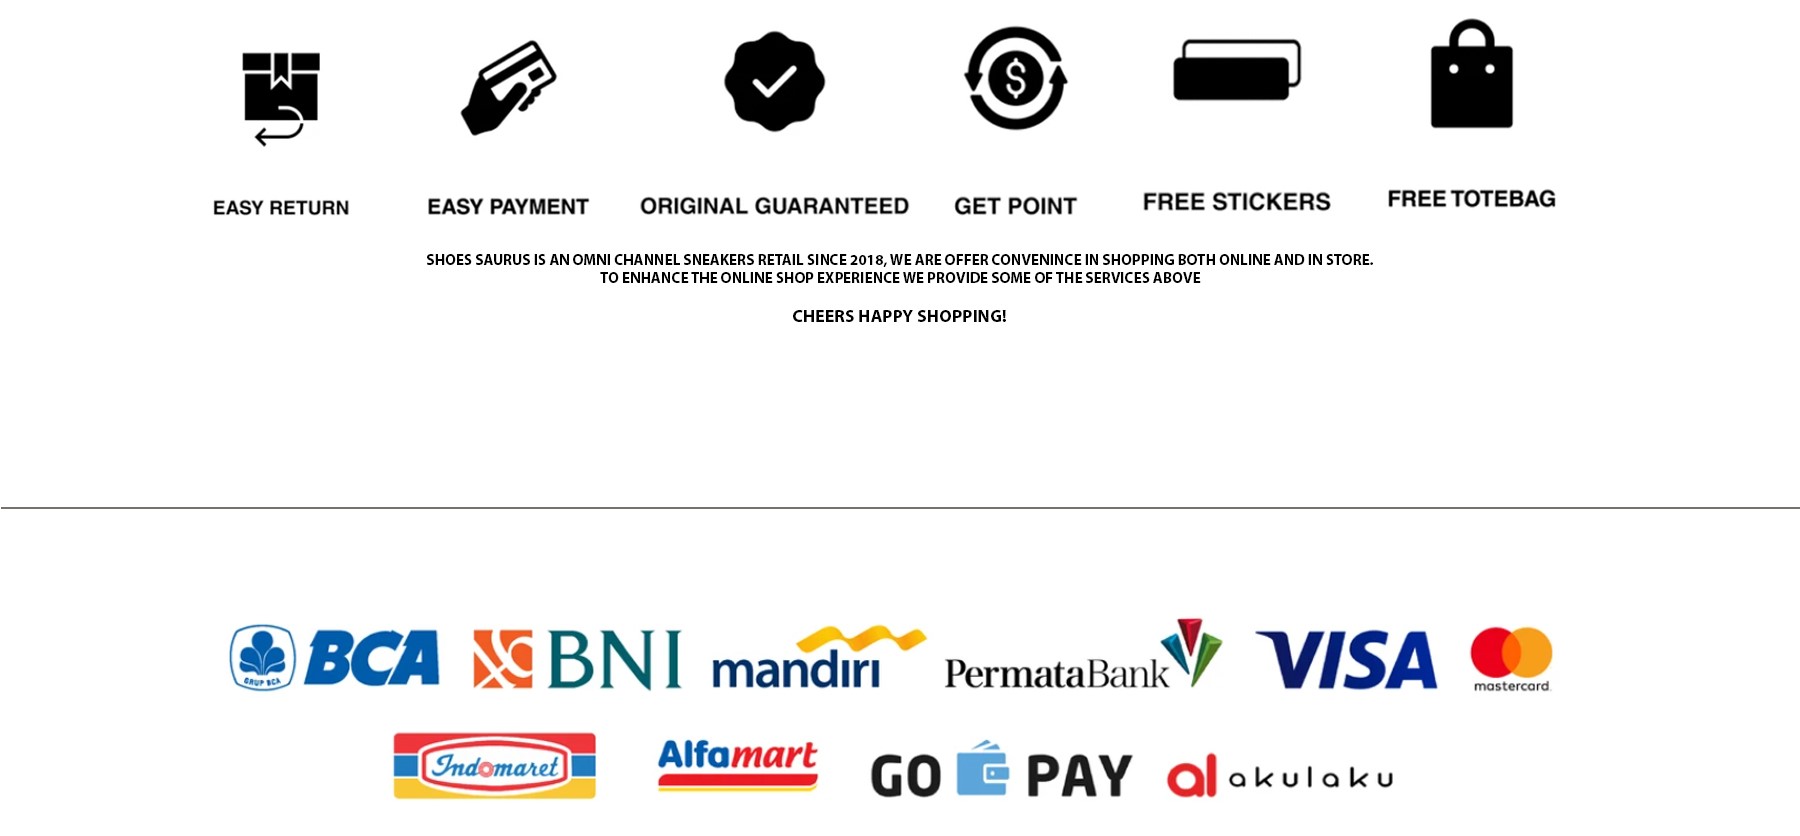 EASY RETURN
EASY PAYMENT
ORIGINAL GUARANTEED
GET POINT
FREE STICKERS
FREE TOTEBAG
SHOES SAURUS IS AN OMNI CHANNEL SNEAKERS RETAIL SINCE 2018, WE ARE OFFER CONVENINCE IN SHOPPING BOTH ONLINE AND IN STORE.
TO ENHANCE THE ONLINE SHOP EXPERIENCE WE PROVIDE SOME OF THE SERVICES ABOVE
CHEERS HAPPY SHOPPING!
GRUP BCA
BCA
BNI
mandırı
PermataBank
VISA
mastercard.
Indomaret
Alfamart
GO PAY
al akulaku